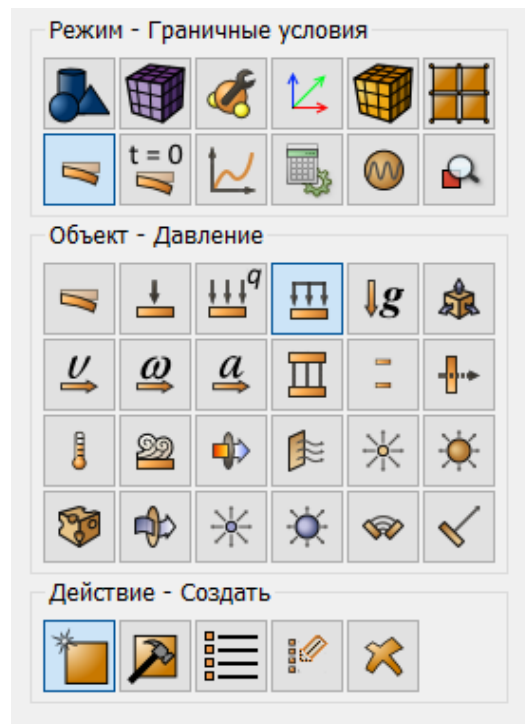 Режим - Граничные условия
t = 0
Объект - Давление
q
g
υ ω a
Действие - Создать